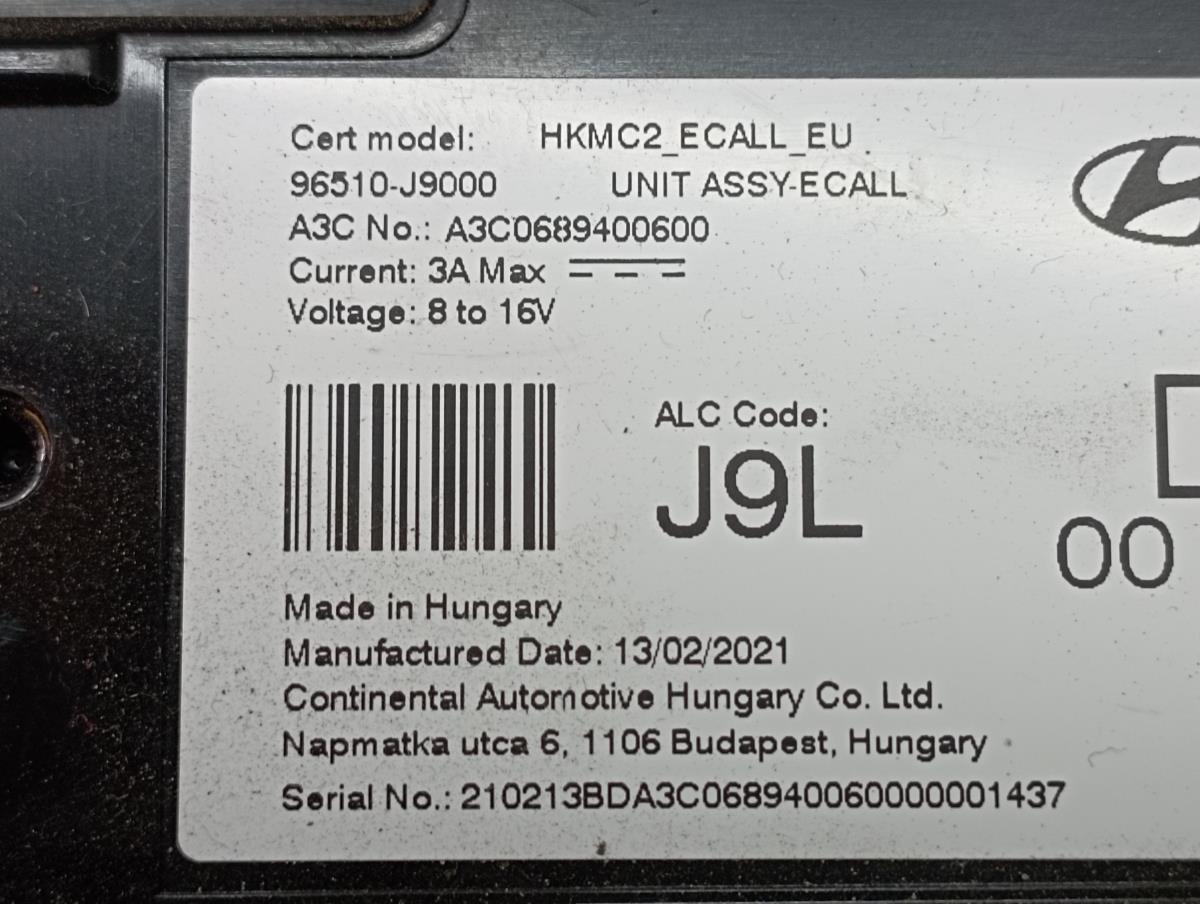 Cert model: HKMC2_ECALL_EU
96510-J9000 UNIT ASSY-ECALL
A3C No.: A3C0689400600
Current: 3A Max
Voltage: 8 to 16V
ALC Code:
J9L
00
Made in Hungary
Manufactured Date: 13/02/2021
Continental Automotive Hungary Co. Ltd.
Napmatka utca 6, 1106 Budapest, Hungary
Serial No.: 210213BDA3C0689400600000001437